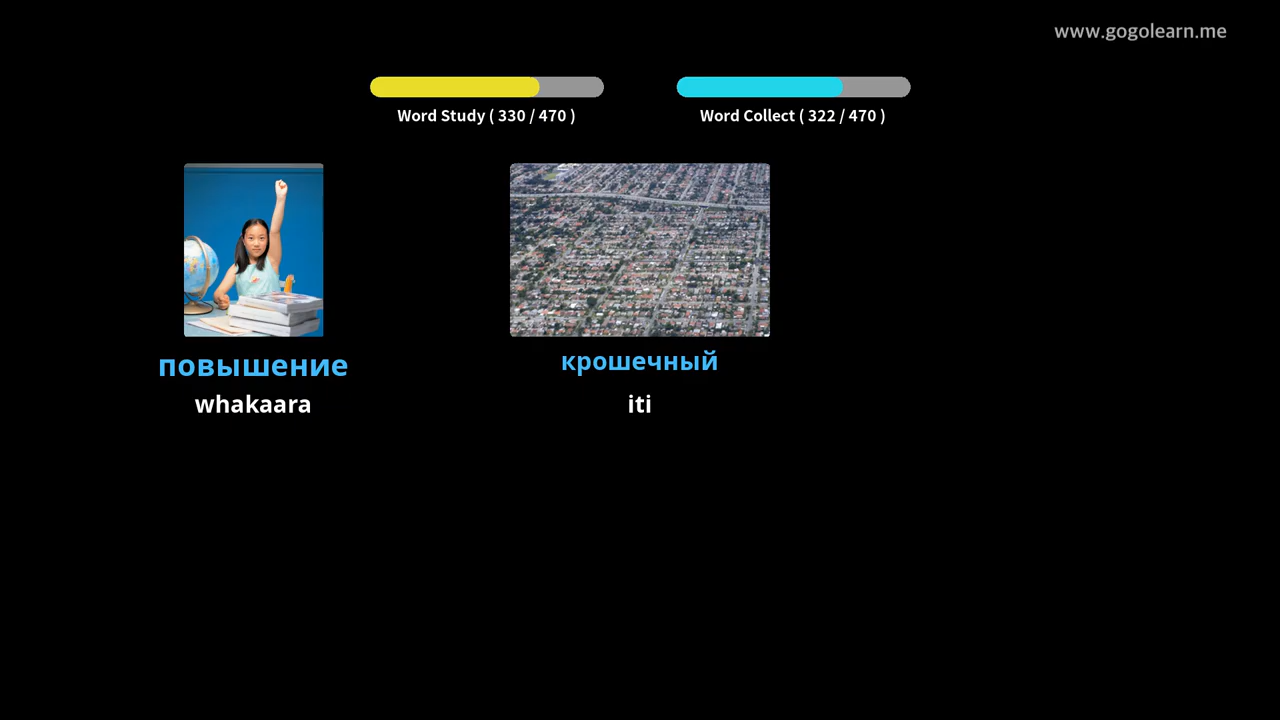 www.gogolearn.me
Word Study ( 330 / 470 )
Word Collect ( 322 / 470 )
повышение
whakaara
крошечный
iti